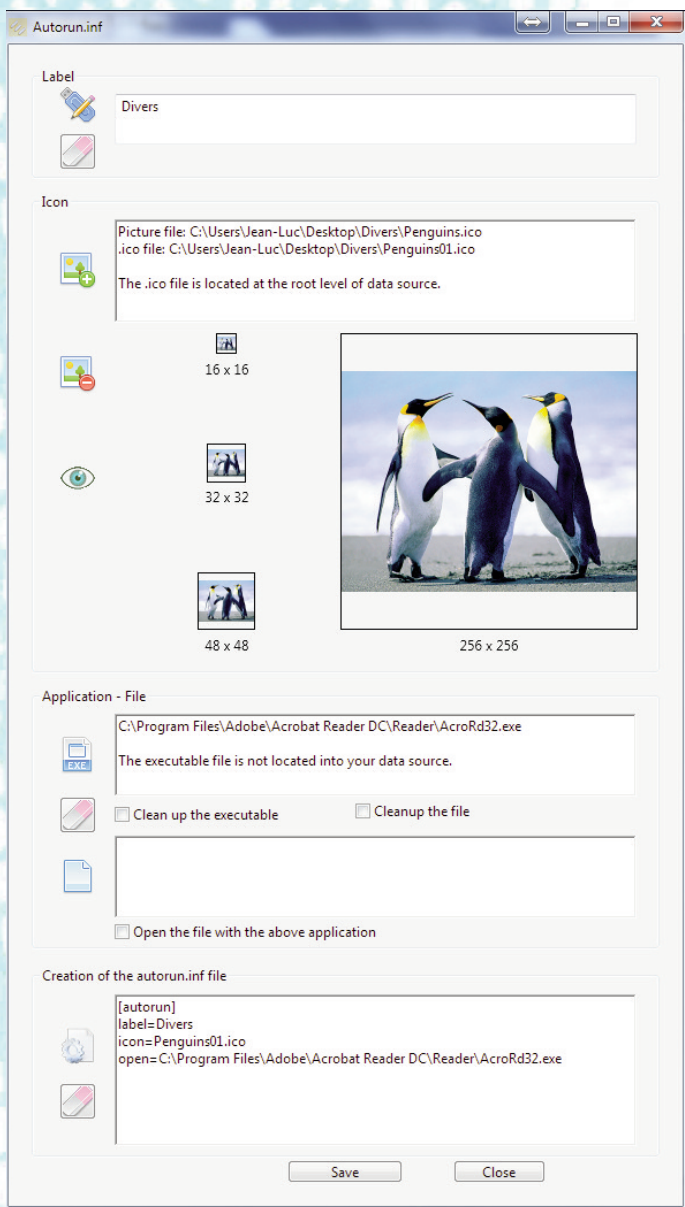 Autorun.inf
Label
Divers
Icon
Picture file: C:\Users\Jean-Luc\Desktop\Divers\Penguins.ico
.ico file: C:\Users\Jean-Luc\Desktop\Divers\Penguins01.ico
The .ico file is located at the root level of data source.
16 x 16
32 x 32
48 x 48
256 x 256
Application - File
C:\Program Files\Adobe\Acrobat Reader DC\Reader\AcroRd32.exe
The executable file is not located into your data source.
EXE
Clean up the executable
Cleanup the file
Open the file with the above application
Creation of the autorun.inf file
[autorun]
label=Divers
icon=Penguins01.ico
open=C:\Program Files\Adobe\Acrobat Reader DC\Reader\AcroRd32.exe
Save
Close